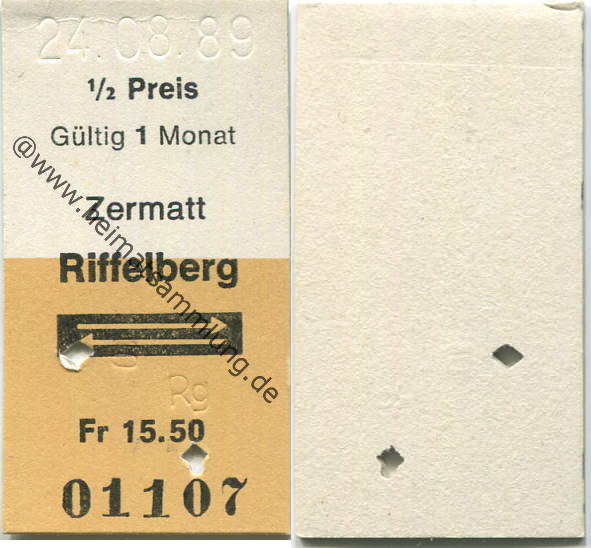 24.08.89
1/2 Preis
Gültig 1 Monat
Zermatt
Riffelberg
Rg
Fr 15.50
01107
@www.heimatsammlung.de